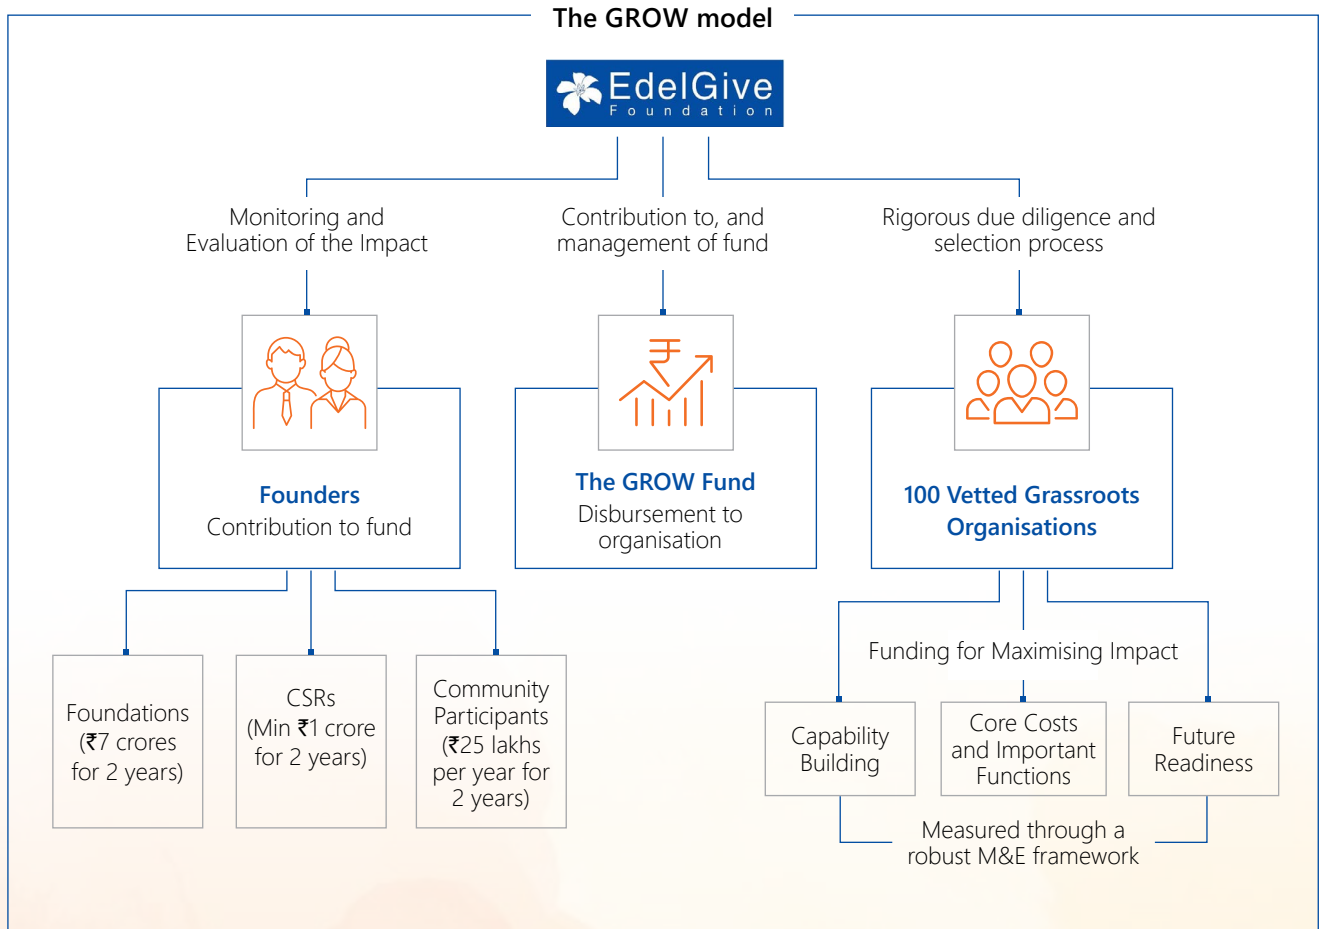 The GROW model
EdelGive
Foundation
Monitoring and
Evaluation of the Impact
Contribution to, and
management of fund
Rigorous due diligence and
selection process
₹
Founders
Contribution to fund
The GROW Fund
Disbursement to
organisation
100 Vetted Grassroots
Organisations
Foundations
(₹7 crores
for 2 years)
CSRs
(Min ₹1 crore
for 2 years)
Community
Participants
(₹25 lakhs
per year for
2 years)
Funding for Maximising Impact
Capability
Building
Core Costs
and Important
Functions
Future
Readiness
Measured through a
robust M&E framework